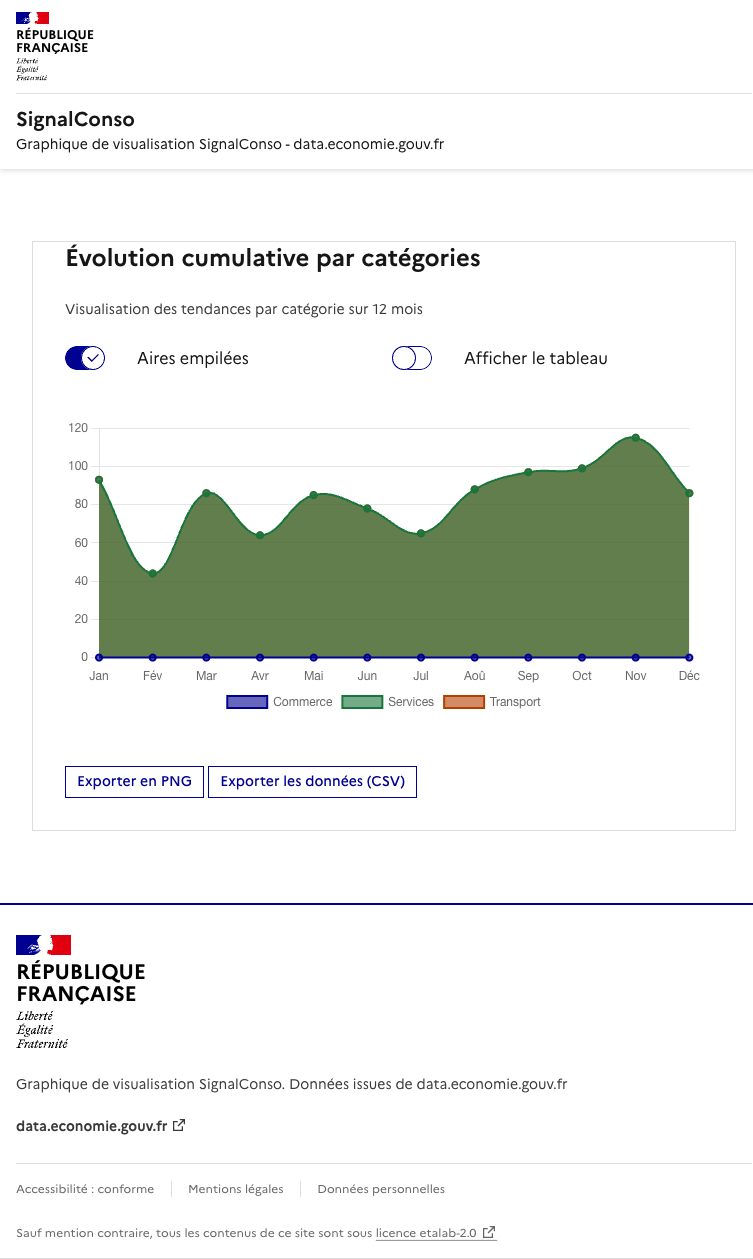 RÉPUBLIQUE
FRANÇAISE
Liberté
Égalité
Fraternité
SignalConso
Graphique de visualisation SignalConso - data.economie.gouv.fr
Évolution cumulative par catégories
Visualisation des tendances par catégorie sur 12 mois
Aires empilées Afficher le tableau
120
100
80
60
40
20
0
Jan Fév Mar Avr Mai Jun Jul Aoû Sep Oct Nov Déc
Commerce Services Transport
Exporter en PNG Exporter les données (CSV)
RÉPUBLIQUE
FRANÇAISE
Liberté
Égalité
Fraternité
Graphique de visualisation SignalConso. Données issues de data.economie.gouv.fr
data.economie.gouv.fr
Accessibilité : conforme Mentions légales Données personnelles
Sauf mention contraire, tous les contenus de ce site sont sous licence etalab-2.0